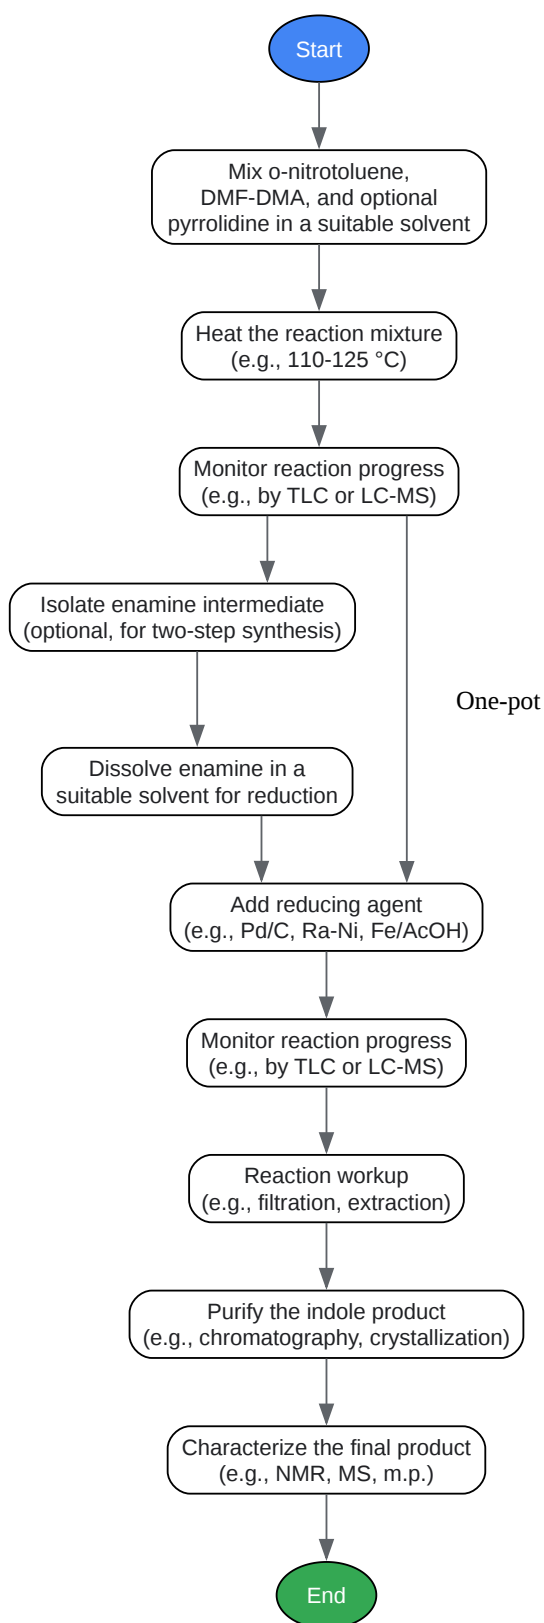 Start
Mix o-nitrotoluene,
DMF-DMA, and optional
pyrrolidine in a suitable solvent
Heat the reaction mixture
(e.g., 110-125 °C)
Monitor reaction progress
(e.g., by TLC or LC-MS)
Isolate enamine intermediate
(optional, for two-step synthesis)
One-pot
Dissolve enamine in a
suitable solvent for reduction
Add reducing agent
(e.g., Pd/C, Ra-Ni, Fe/AcOH)
Monitor reaction progress
(e.g., by TLC or LC-MS)
Reaction workup
(e.g., filtration, extraction)
Purify the indole product
(e.g., chromatography, crystallization)
Characterize the final product
(e.g., NMR, MS, m.p.)
End